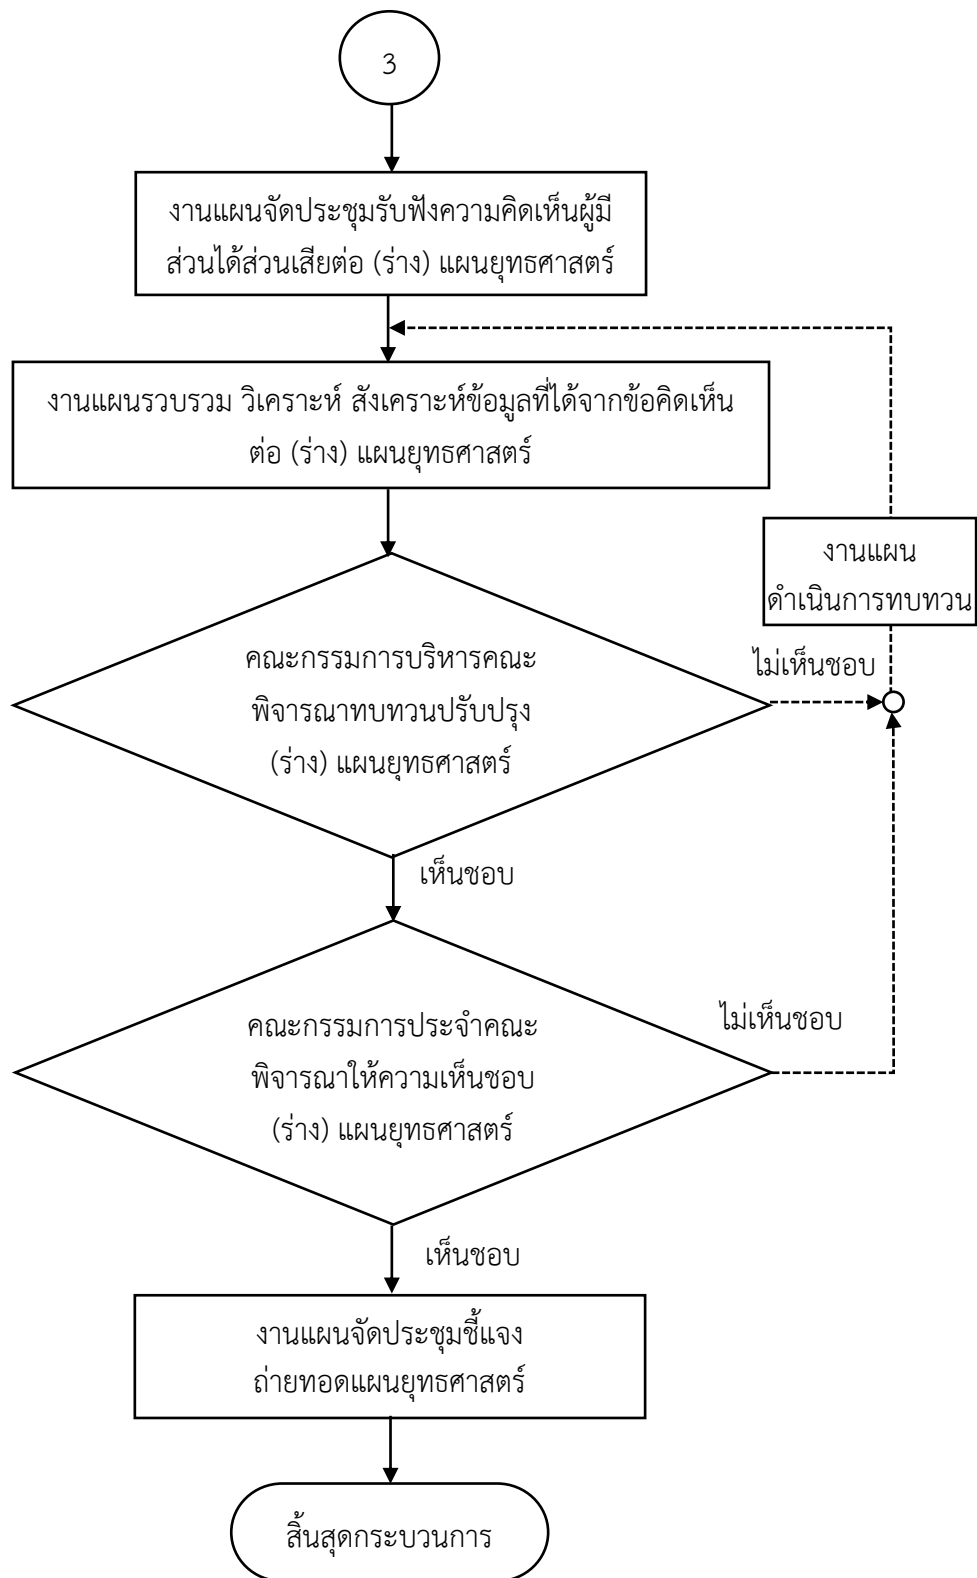 3
งานแผนจัดประชุมรับฟังความคิดเห็นผู้มี
ส่วนได้ส่วนเสียต่อ (ร่าง) แผนยุทธศาสตร์
งานแผนรวบรวม วิเคราะห์ สังเคราะห์ข้อมูลที่ได้จากข้อคิดเห็น
ต่อ (ร่าง) แผนยุทธศาสตร์
งานแผน
ดำเนินการทบทวน
คณะกรรมการบริหารคณะ
พิจารณาทบทวนปรับปรุง
(ร่าง) แผนยุทธศาสตร์
ไม่เห็นชอบ
เห็นชอบ
คณะกรรมการประจำคณะ
พิจารณาให้ความเห็นชอบ
(ร่าง) แผนยุทธศาสตร์
ไม่เห็นชอบ
เห็นชอบ
งานแผนจัดประชุมชี้แจง
ถ่ายทอดแผนยุทธศาสตร์
สิ้นสุดกระบวนการ